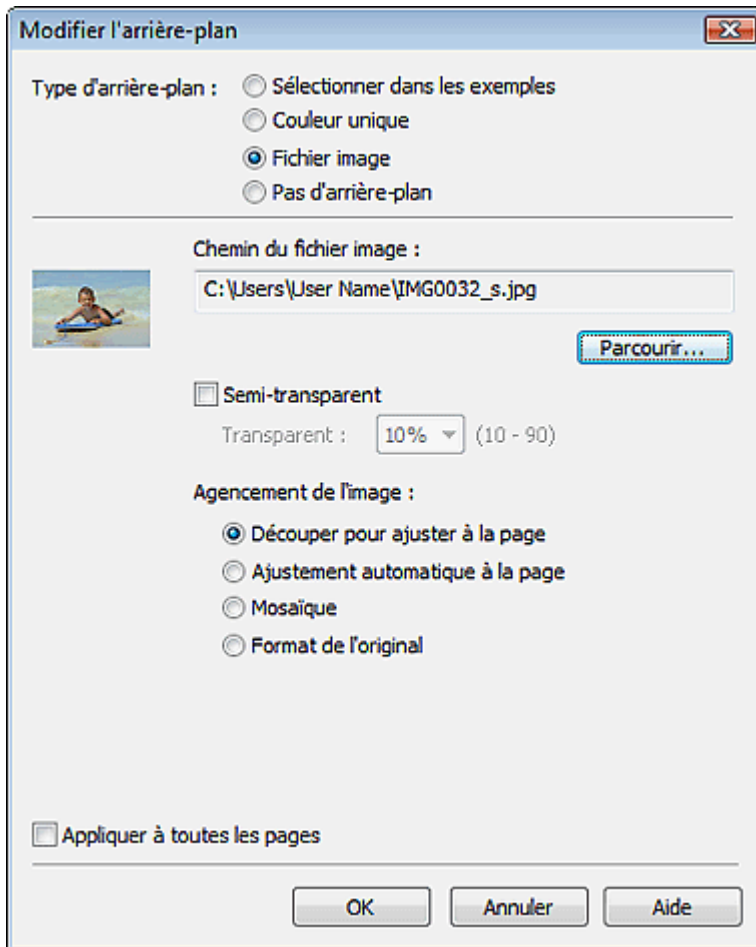 Modifier l'arrière-plan
Type d'arrière-plan :
Sélectionner dans les exemples
Couleur unique
Fichier image
Pas d'arrière-plan
Chemin du fichier image :
C:\Users\User Name\IMG0032_s.jpg
Parcourir...
Semi-transparent
Transparent : 10% (10 - 90)
Agencement de l'image :
Découper pour ajuster à la page
Ajustement automatique à la page
Mosaïque
Format de l'original
Appliquer à toutes les pages
OK Annuler Aide